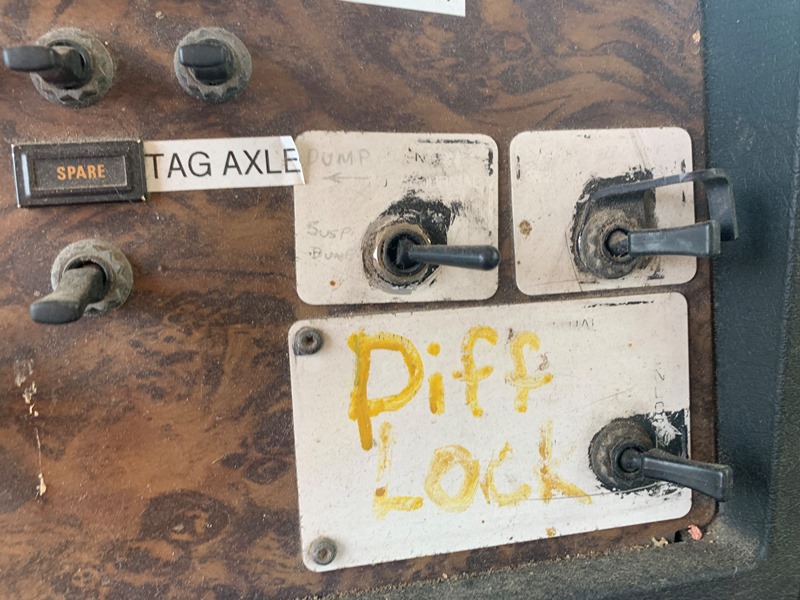 SPARE
TAG AXLE
DUMP
SUSP.
DUMP
Diff
Lock